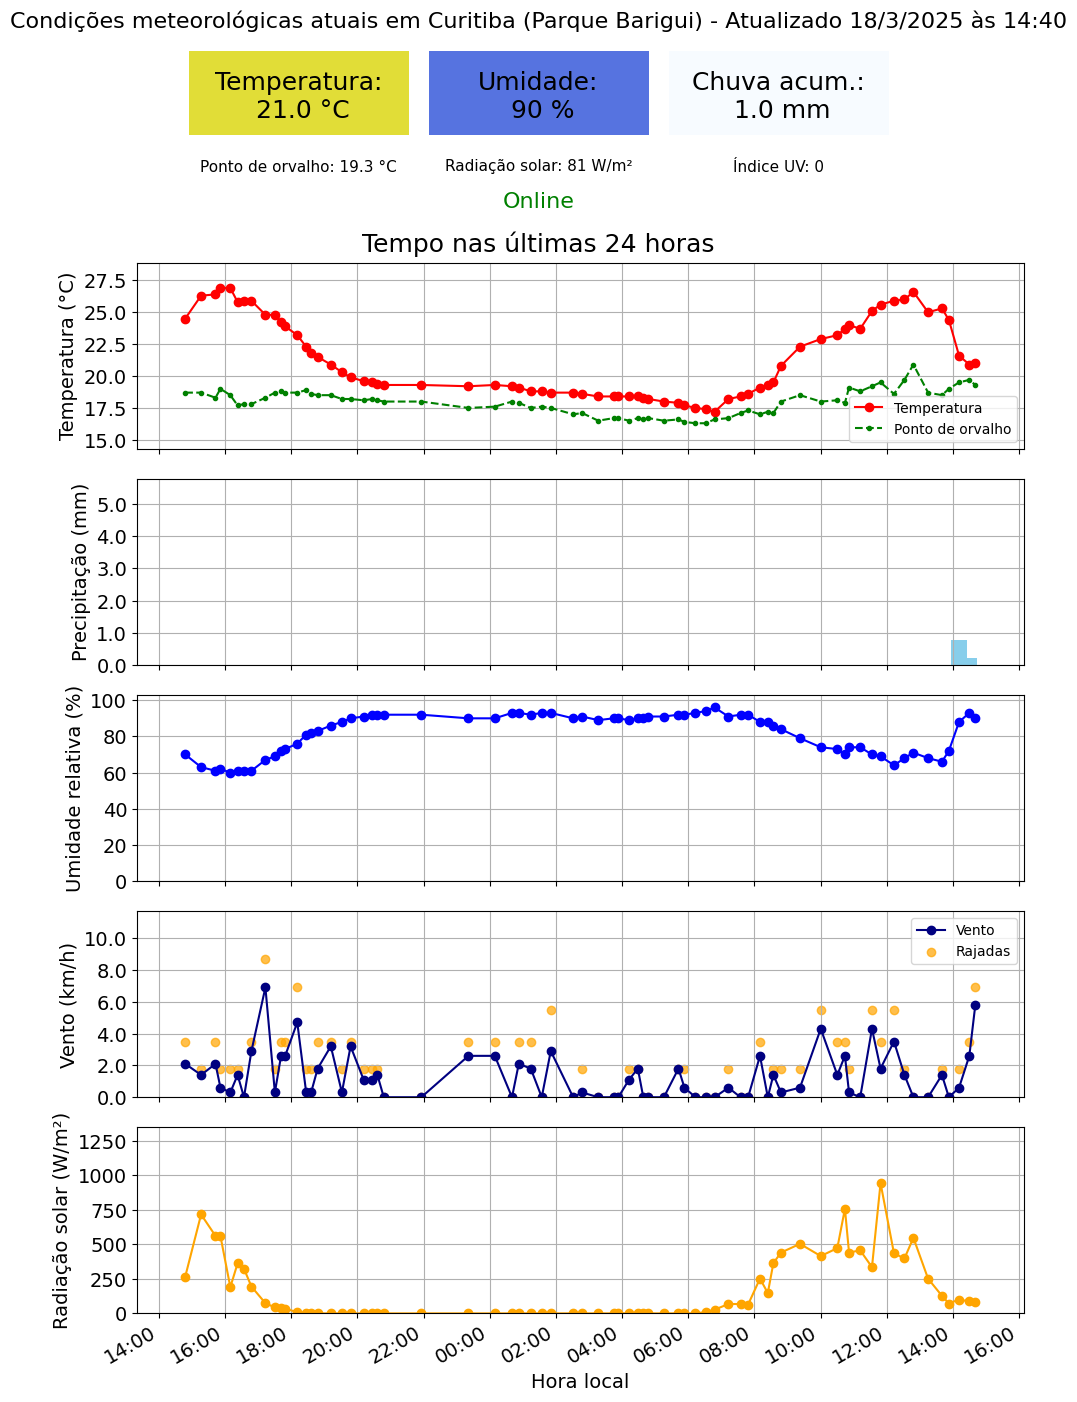 Condições meteorológicas atuais em Curitiba (Parque Barigui) - Atualizado 18/3/2025 às 14:40
Temperatura:
21.0 °C
Umidade:
90 %
Chuva acum.:
1.0 mm
Ponto de orvalho: 19.3 °C
Radiação solar: 81 W/m²
Índice UV: 0
Online
Tempo nas últimas 24 horas
Temperatura (°C)
27.5
25.0
22.5
20.0
17.5
15.0
Temperatura
Ponto de orvalho
Precipitação (mm)
5.0
4.0
3.0
2.0
1.0
0.0
Umidade relativa (%)
100
80
60
40
20
0
Vento (km/h)
10.0
8.0
6.0
4.0
2.0
0.0
Vento
Rajadas
Radiação solar (W/m²)
1250
1000
750
500
250
0
14:00
16:00
18:00
20:00
22:00
00:00
02:00
04:00
06:00
08:00
10:00
12:00
14:00
16:00
Hora local